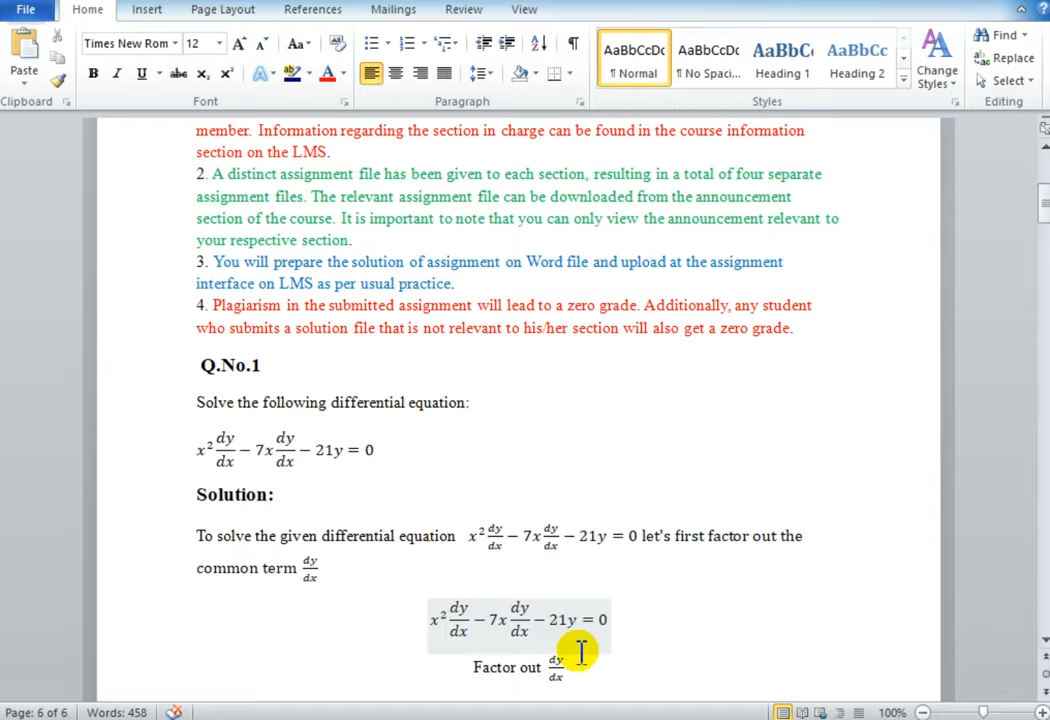 File Home Insert Page Layout References Mailings Review View
Times New Rom 12 Aa
Paste
B I U abc x₂ x² A ab A
AaBbCcDc AaBbCcDc AaBbC AaBbCc
¶ Normal ¶ No Spaci... Heading 1 Heading 2
Change Styles
Find
Replace
Select
Clipboard Font Paragraph Styles Editing
member. Information regarding the section in charge can be found in the course information
section on the LMS.
2. A distinct assignment file has been given to each section, resulting in a total of four separate
assignment files. The relevant assignment file can be downloaded from the announcement
section of the course. It is important to note that you can only view the announcement relevant to
your respective section.
3. You will prepare the solution of assignment on Word file and upload at the assignment
interface on LMS as per usual practice.
4. Plagiarism in the submitted assignment will lead to a zero grade. Additionally, any student
who submits a solution file that is not relevant to his/her section will also get a zero grade.
Q.No.1
Solve the following differential equation:
x² dy/dx − 7x dy/dx − 21y = 0
Solution:
To solve the given differential equation x² dy/dx − 7x dy/dx − 21y = 0 let's first factor out the
common term dy/dx
x² dy/dx − 7x dy/dx − 21y = 0
Factor out dy/dx
Page: 6 of 6 Words: 458 100%